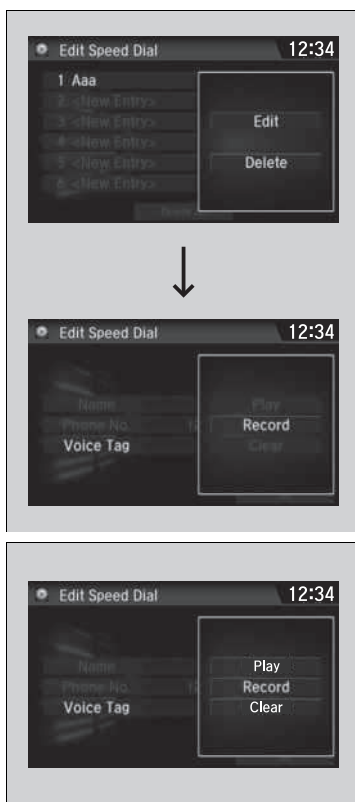 Edit Speed Dial 12:34
1 Aaa
2 <New Entry>
3 <New Entry>
4 <New Entry>
5 <New Entry>
6 <New Entry>
Edit
Delete
Edit Speed Dial 12:34
Name Play
Phone No. Record
Voice Tag Clear
Edit Speed Dial 12:34
Name Play
Phone No. Record
Voice Tag Clear